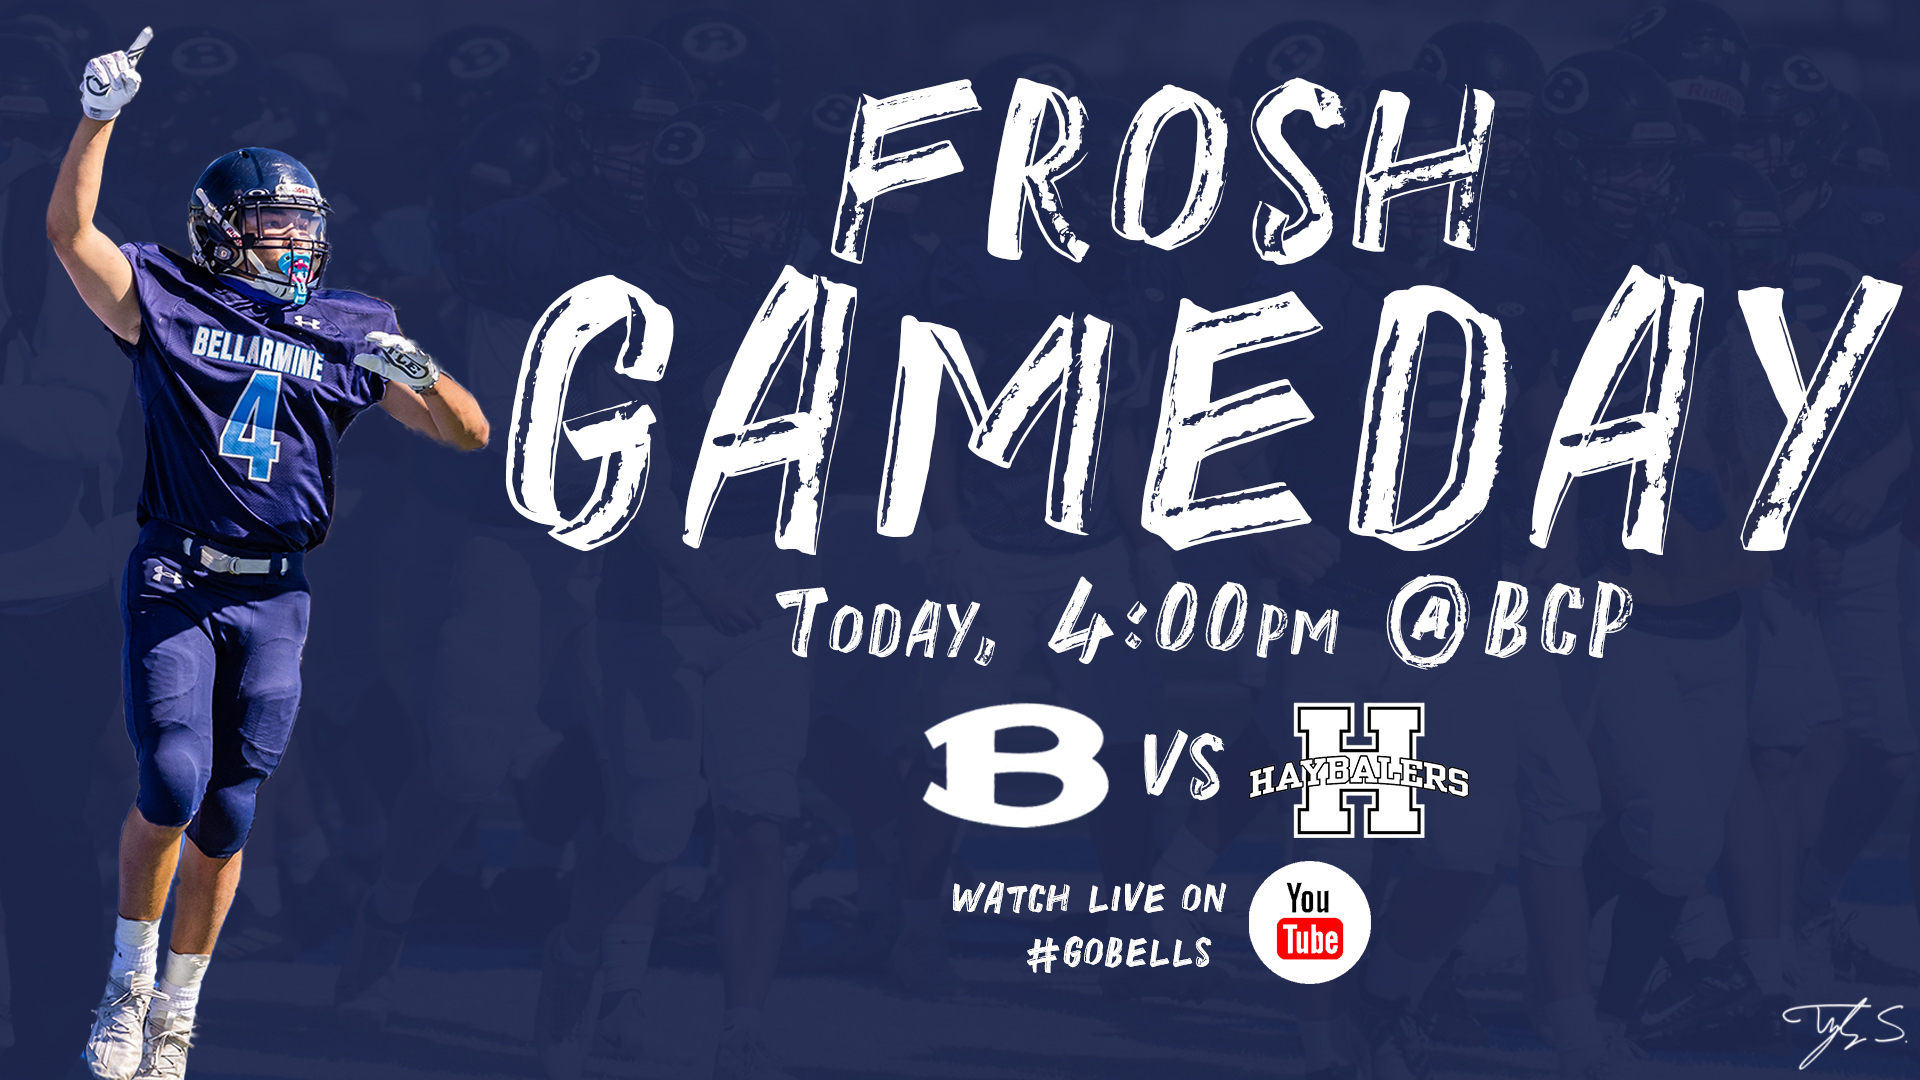 FROSH
GAMEDAY
TODAY, 4:00PM @BCP
B VS H
HAYBALERS
WATCH LIVE ON
You
Tube
#GOBELLS
BELLARMINE
4